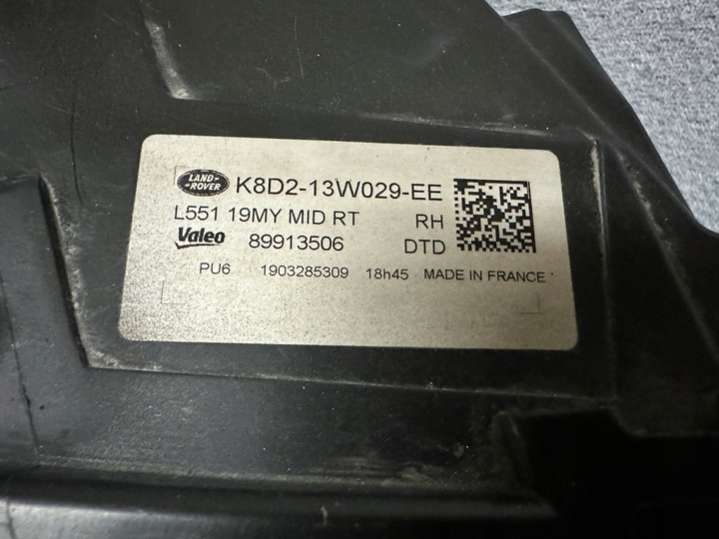 LAND-
-ROVER
K8D2-13W029-EE
L551 19MY MID RT RH
Valeo 89913506 DTD
PU6 1903285309 18h45 MADE IN FRANCE